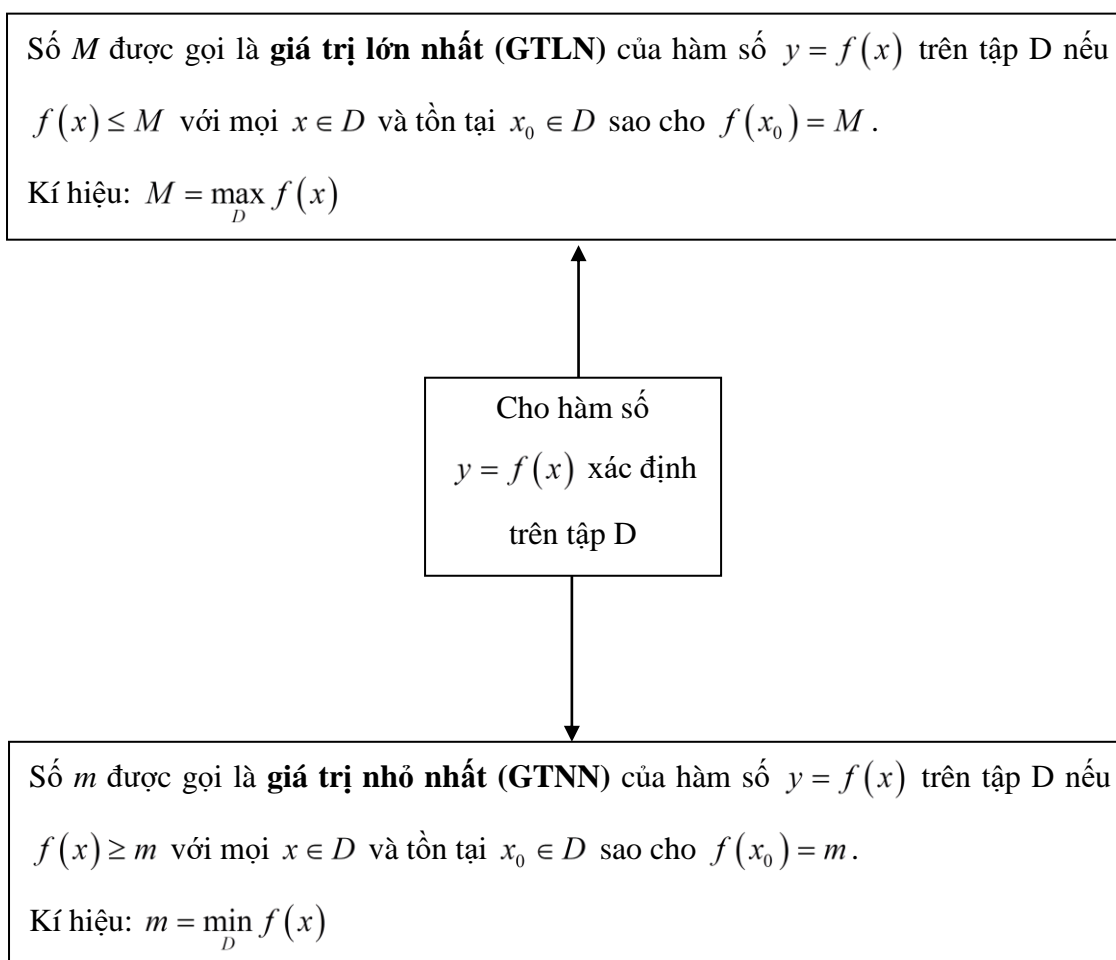 Số M được gọi là giá trị lớn nhất (GTLN) của hàm số y = f(x) trên tập D nếu
f(x) ≤ M với mọi x ∈ D và tồn tại x₀ ∈ D sao cho f(x₀) = M .
Kí hiệu: M = max f(x)
D
Cho hàm số
y = f(x) xác định
trên tập D
Số m được gọi là giá trị nhỏ nhất (GTNN) của hàm số y = f(x) trên tập D nếu
f(x) ≥ m với mọi x ∈ D và tồn tại x₀ ∈ D sao cho f(x₀) = m .
Kí hiệu: m = min f(x)
D